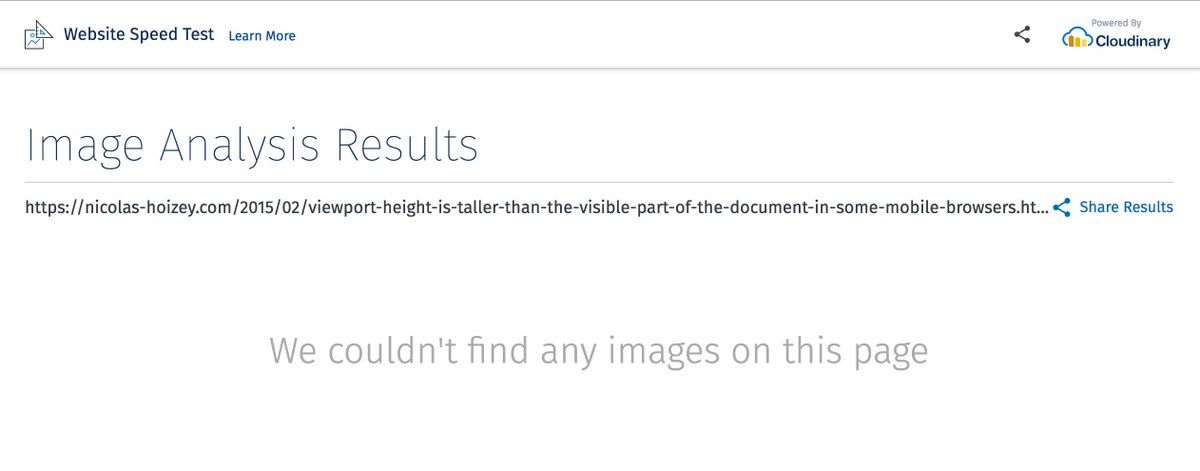 Website Speed Test Learn More
Powered By
Cloudinary
Image Analysis Results
https://nicolas-hoizey.com/2015/02/viewport-height-is-taller-than-the-visible-part-of-the-document-in-some-mobile-browsers.ht... Share Results
We couldn't find any images on this page